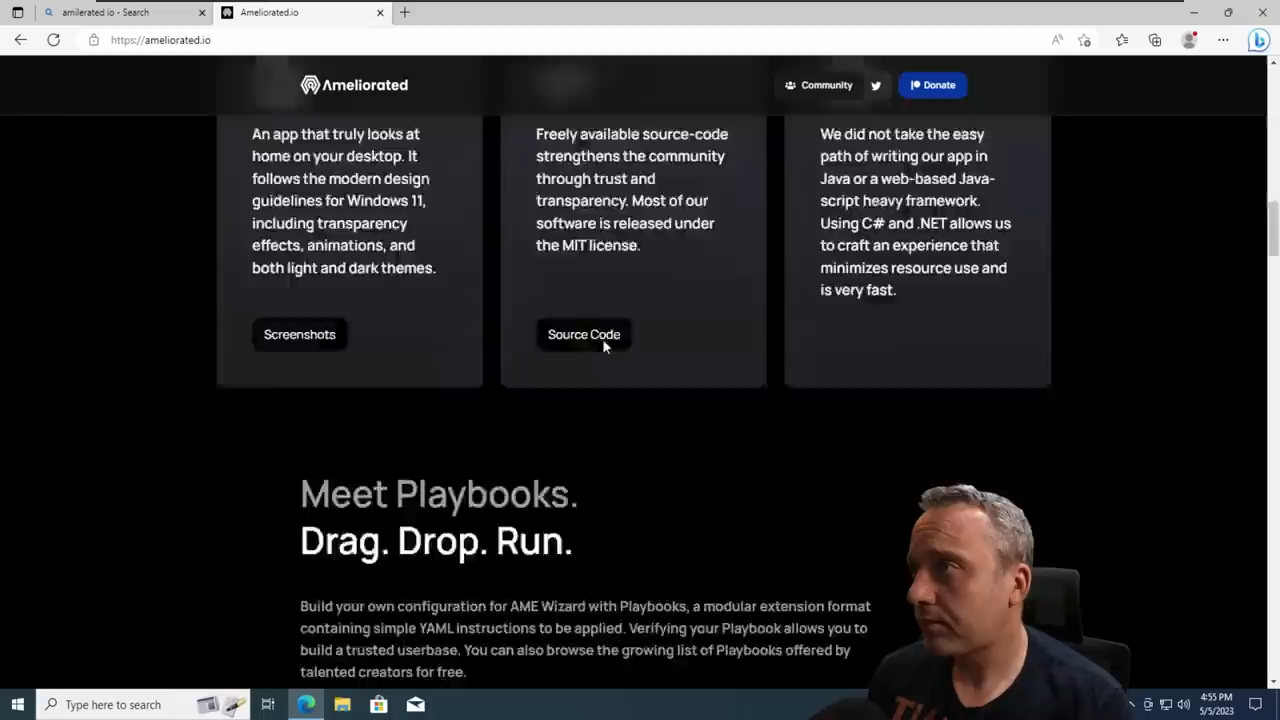 amilerated io - Search
Ameliorated.io
https://ameliorated.io
Ameliorated
Community
Donate
An app that truly looks at
home on your desktop. It
follows the modern design
guidelines for Windows 11,
including transparency
effects, animations, and
both light and dark themes.
Screenshots
Freely available source-code
strengthens the community
through trust and
transparency. Most of our
software is released under
the MIT license.
Source Code
We did not take the easy
path of writing our app in
Java or a web-based Java-
script heavy framework.
Using C# and .NET allows us
to craft an experience that
minimizes resource use and
is very fast.
Meet Playbooks.
Drag. Drop. Run.
Build your own configuration for AME Wizard with Playbooks, a modular extension format
containing simple YAML instructions to be applied. Verifying your Playbook allows you to
build a trusted userbase. You can also browse the growing list of Playbooks offered by
talented creators for free.
Type here to search
4:55 PM
5/5/2023